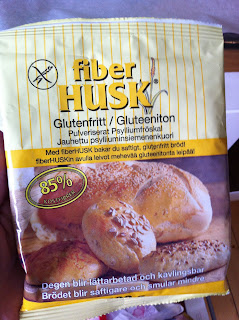 fiber
HUSK®
Glutenfritt / Gluteeniton
Pulveriserat Psylliumfröskal
Jauhettu psylliuminsiemenenkuori
Med fiberHUSK bakar du saftigt, glutenfritt bröd!
fiberHUSKin avulla leivot mehevää gluteenitonta leipää!
85%
Degen blir lättarbetad och kavlingsbar
Brödet blir saftigare och smular mindre